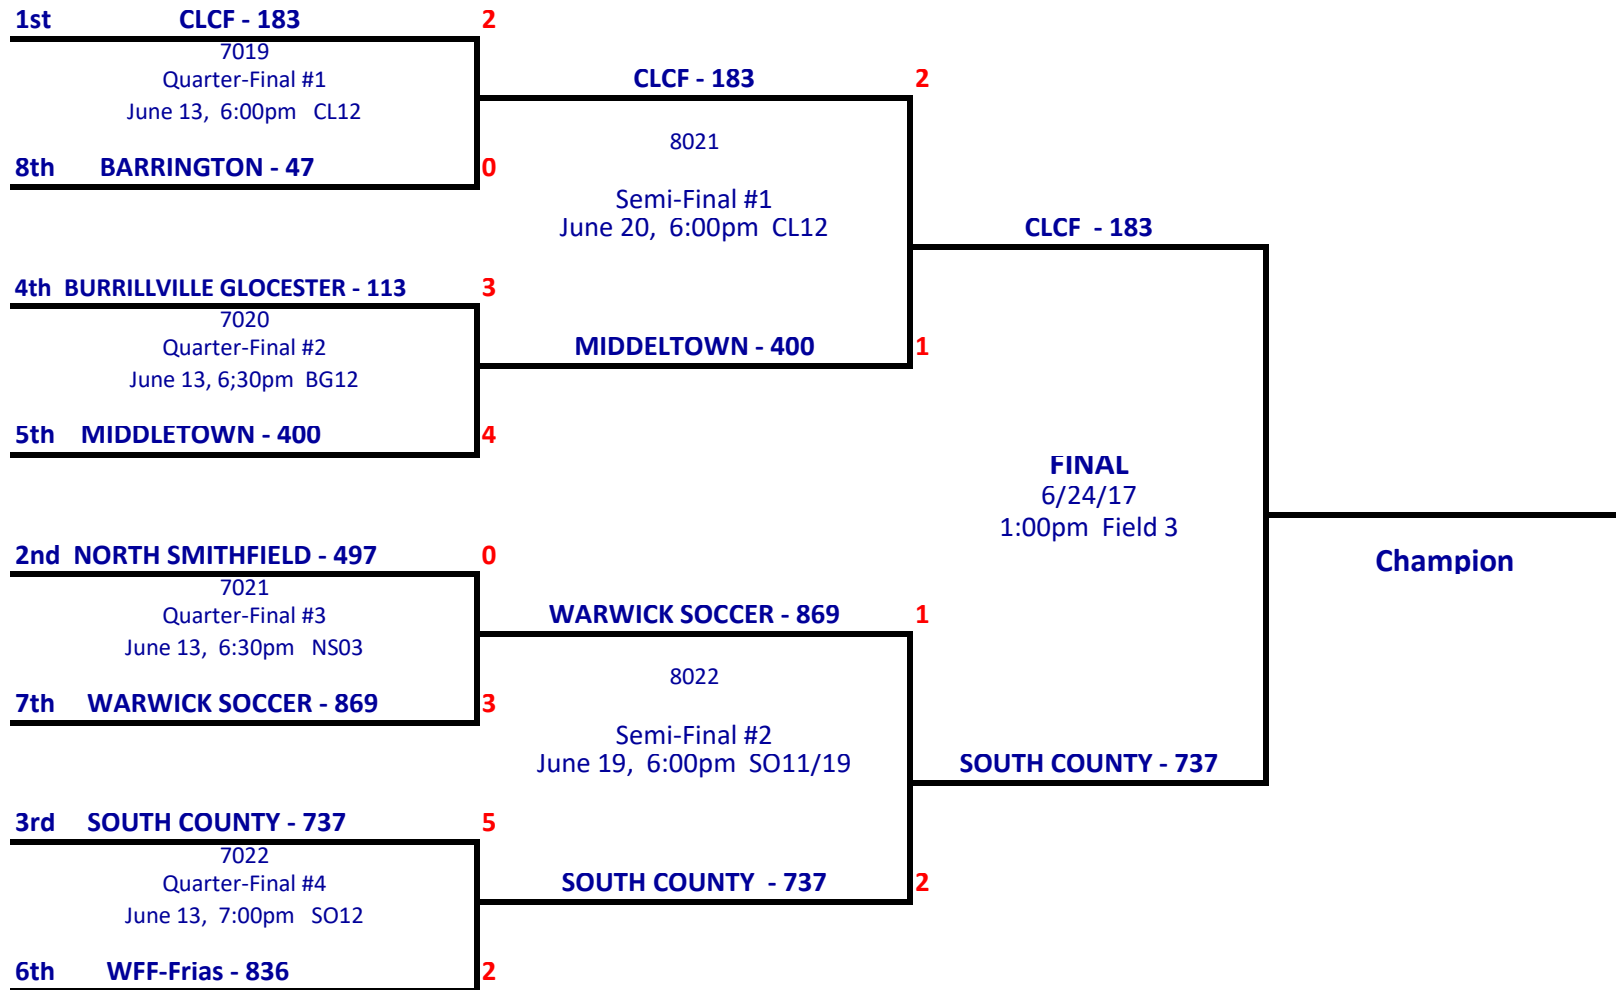 1st CLCF - 183 2
7019
Quarter-Final #1
June 13, 6:00pm CL12
8th BARRINGTON - 47 0
4th BURRILLVILLE GLOCESTER - 113 3
7020
Quarter-Final #2
June 13, 6;30pm BG12
5th MIDDLETOWN - 400 4
2nd NORTH SMITHFIELD - 497 0
7021
Quarter-Final #3
June 13, 6:30pm NS03
7th WARWICK SOCCER - 869 3
3rd SOUTH COUNTY - 737 5
7022
Quarter-Final #4
June 13, 7:00pm SO12
6th WFF-Frias - 836 2
CLCF - 183 2
8021
Semi-Final #1
June 20, 6:00pm CL12
MIDDELTOWN - 400 1
WARWICK SOCCER - 869 1
8022
Semi-Final #2
June 19, 6:00pm SO11/19
SOUTH COUNTY - 737 2
CLCF - 183
FINAL
6/24/17
1:00pm Field 3
SOUTH COUNTY - 737
Champion